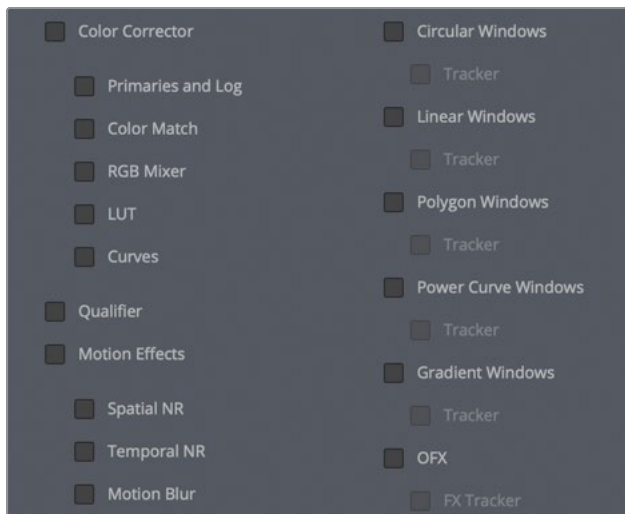 Color Corrector
Primaries and Log
Color Match
RGB Mixer
LUT
Curves
Qualifier
Motion Effects
Spatial NR
Temporal NR
Motion Blur
Circular Windows
Tracker
Linear Windows
Tracker
Polygon Windows
Tracker
Power Curve Windows
Tracker
Gradient Windows
Tracker
OFX
FX Tracker